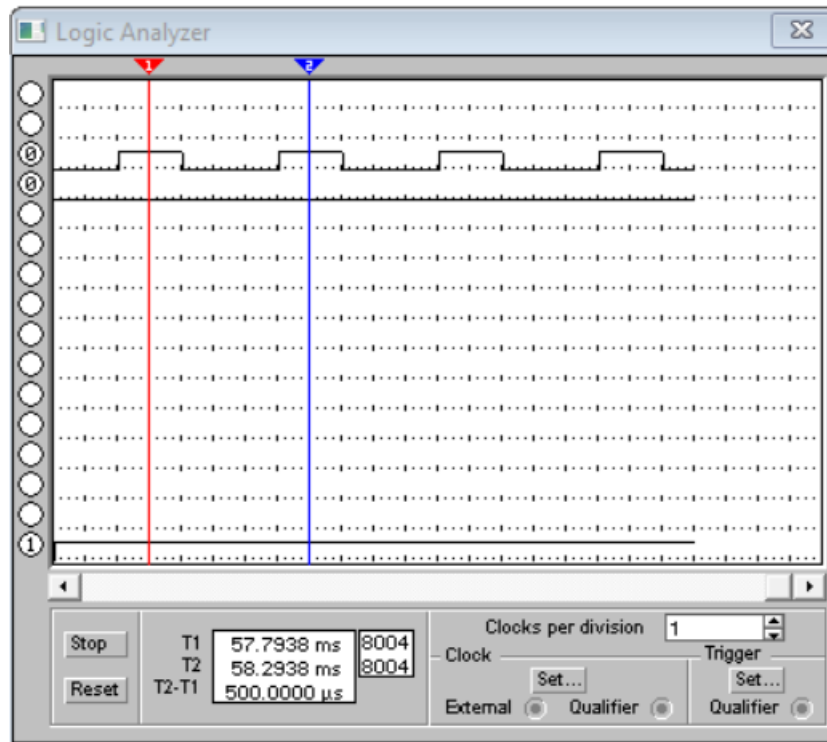 Logic Analyzer
1 2
0
0
1
Stop
Reset
T1 57.7938 ms 8004
T2 58.2938 ms 8004
T2-T1 500.0000 µs
Clocks per division 1
Clock
Set...
External Qualifier
Trigger
Set...
Qualifier